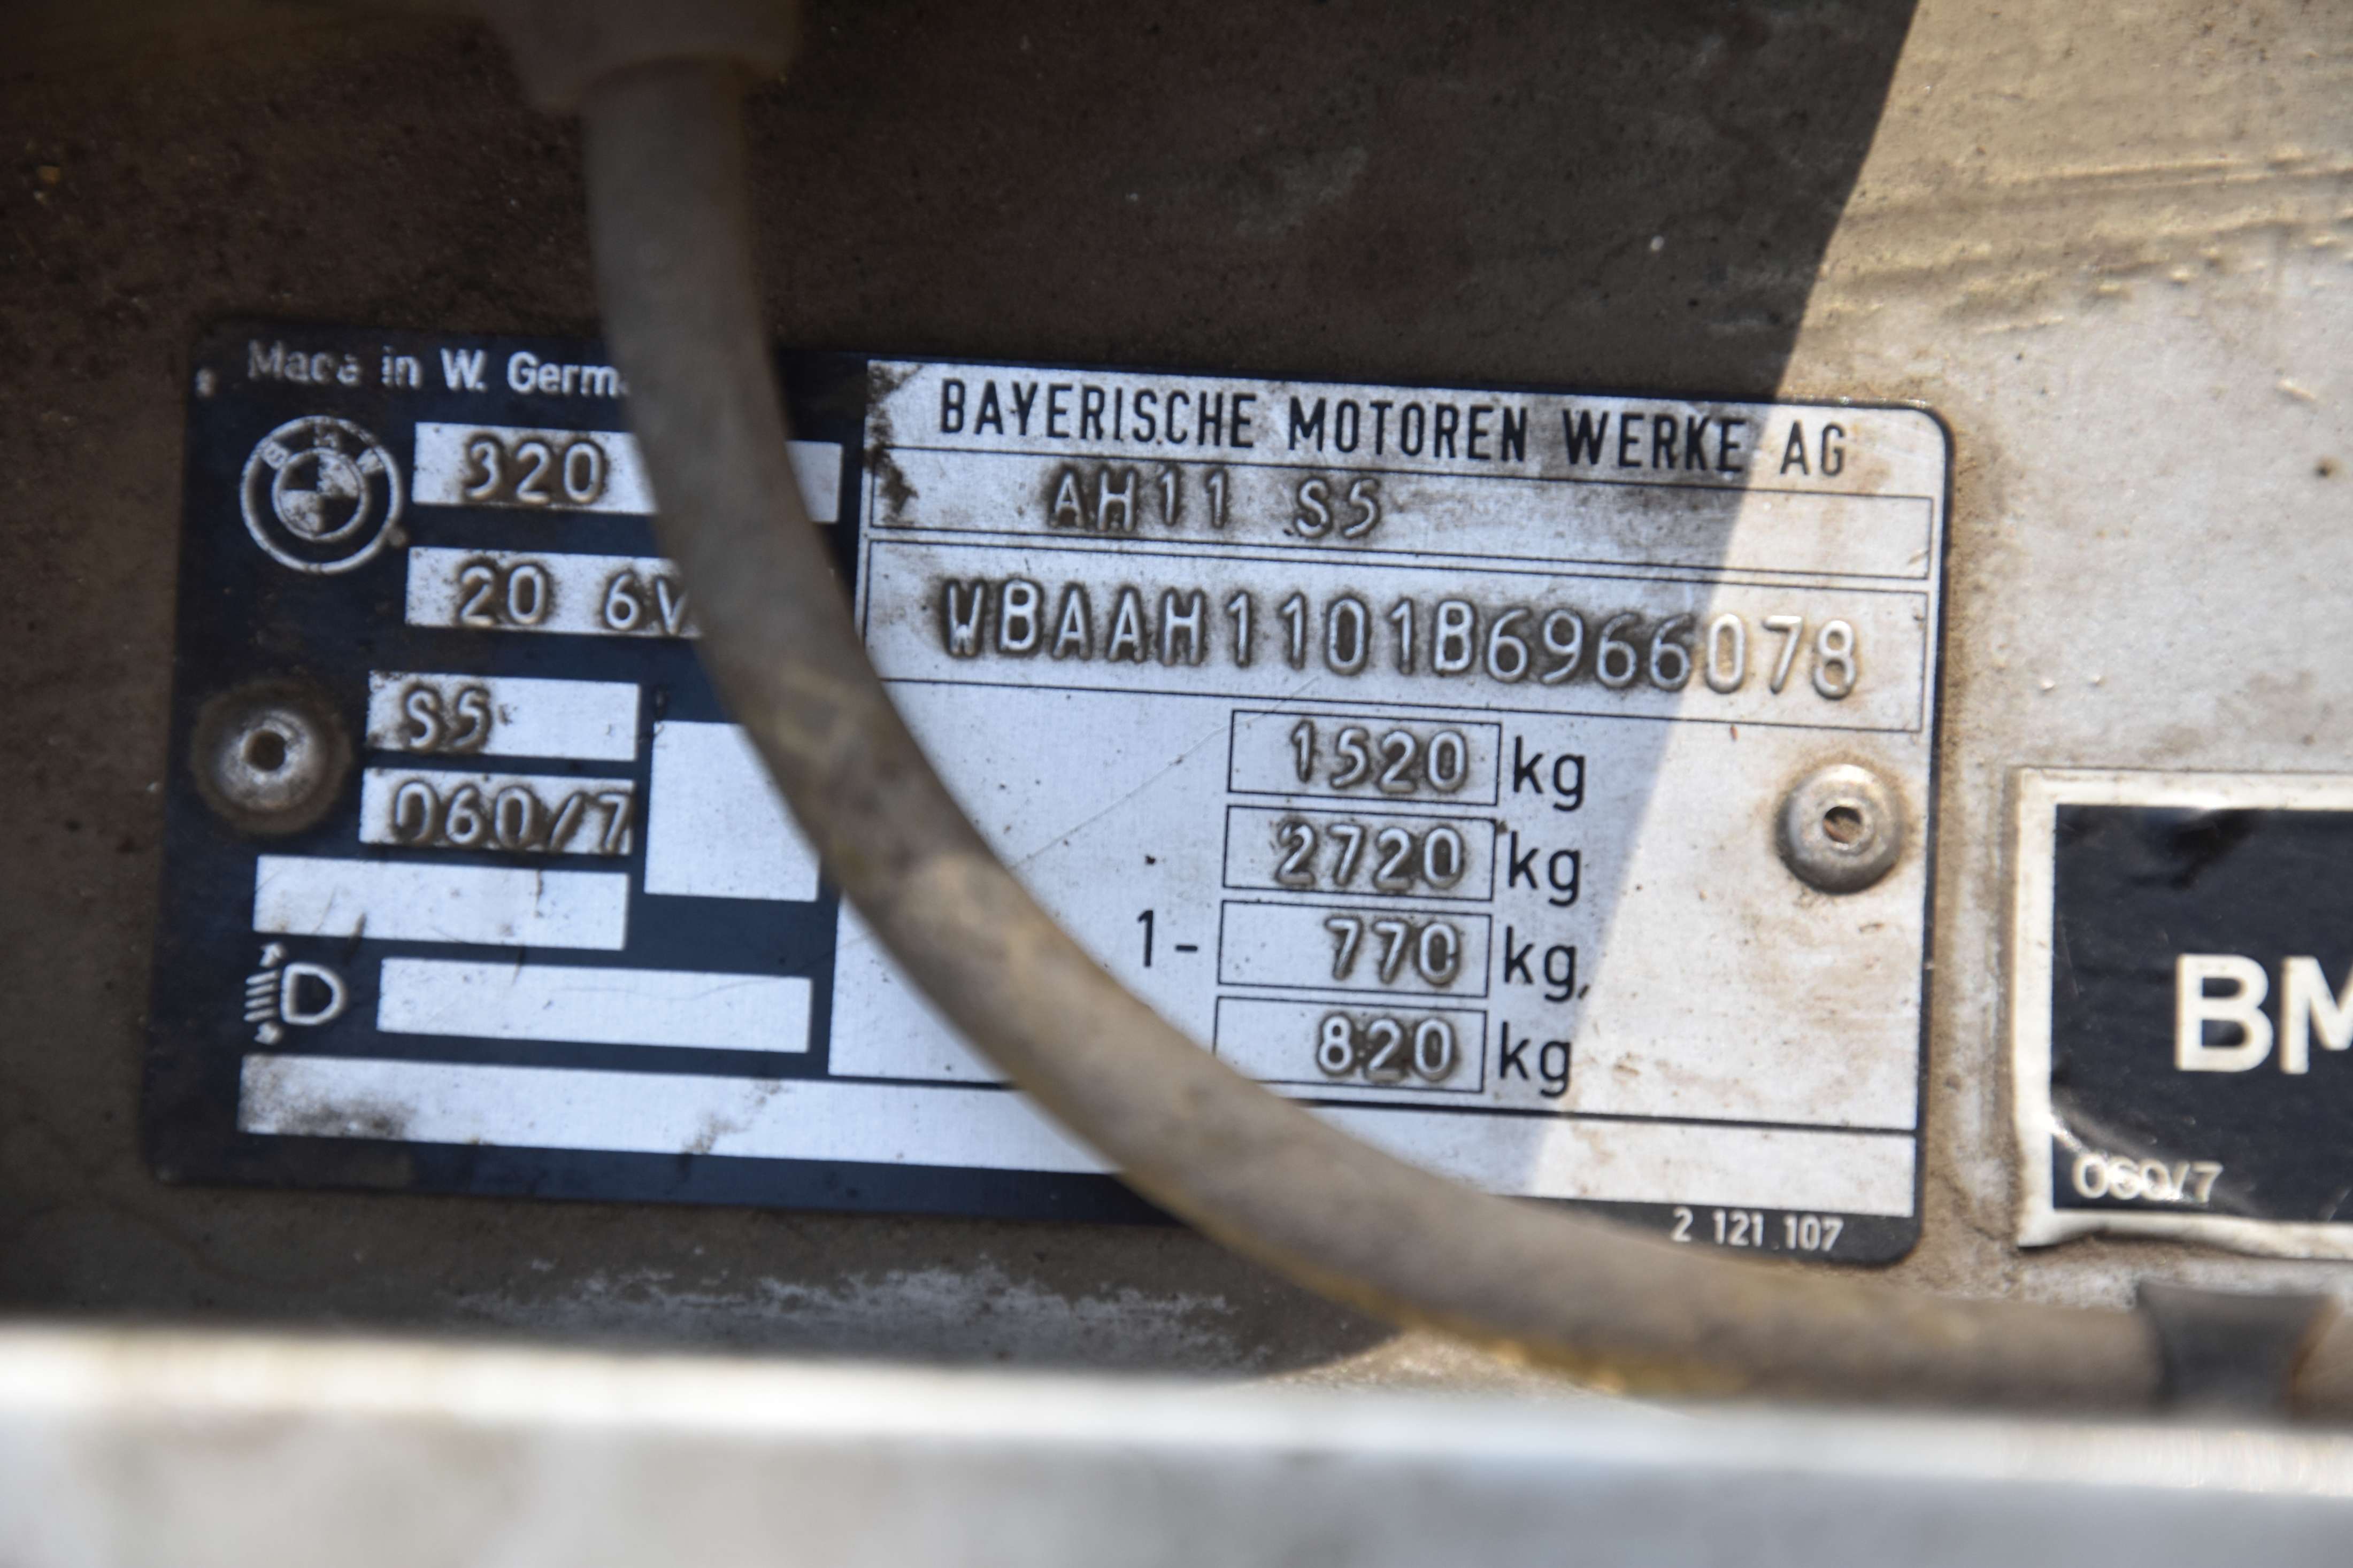 Made in W. Germ
BMW
320
20 6V
S5
060/7
BAYERISCHE MOTOREN WERKE AG
AH11 S5
WBAAH1101B6966078
1520 kg
2720 kg
1- 770 kg
820 kg
2 121 107
BM
060/7